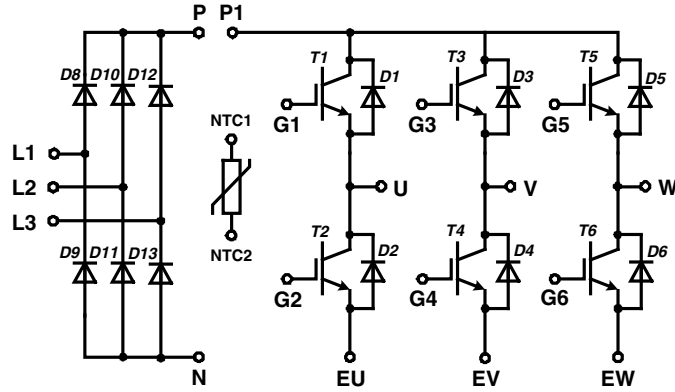 P P1
D8 D10 D12 T1 D1 T3 D3 T5 D5
G1 G3 G5
NTC1
L1
L2 U V W
L3
NTC2
D9 D11 D13 T2 D2 T4 D4 T6 D6
G2 G4 G6
N EU EV EW